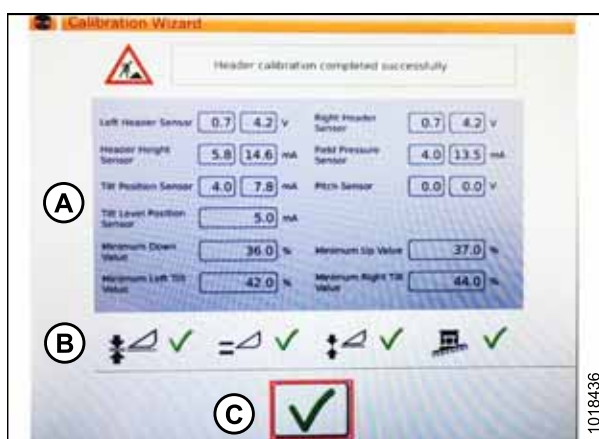 Calibration Wizard
Header calibration completed successfully
Left Header Sensor 0.7 4.2 V Right Header Sensor 0.7 4.2 V
Header Height Sensor 5.8 14.6 mA Field Pressure Sensor 4.0 13.5 mA
Tilt Position Sensor 4.0 7.8 mA Pitch Sensor 0.0 0.0 V
Tilt Level Position Sensor 5.0 mA
Minimum Down Value 36.0 % Minimum Up Value 37.0 %
Minimum Left Tilt Value 42.0 % Minimum Right Tilt Value 44.0 %
A
B
C
1018436